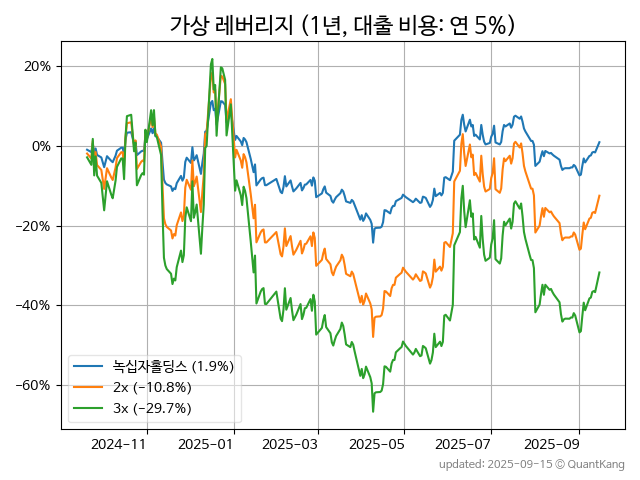 가상 레버리지 (1년, 대출 비용: 연 5%)
20%
0%
−20%
−40%
−60%
녹십자홀딩스 (1.9%)
2x (−10.8%)
3x (−29.7%)
2024−11 2025−01 2025−03 2025−05 2025−07 2025−09
updated: 2025-09-15 © QuantKang